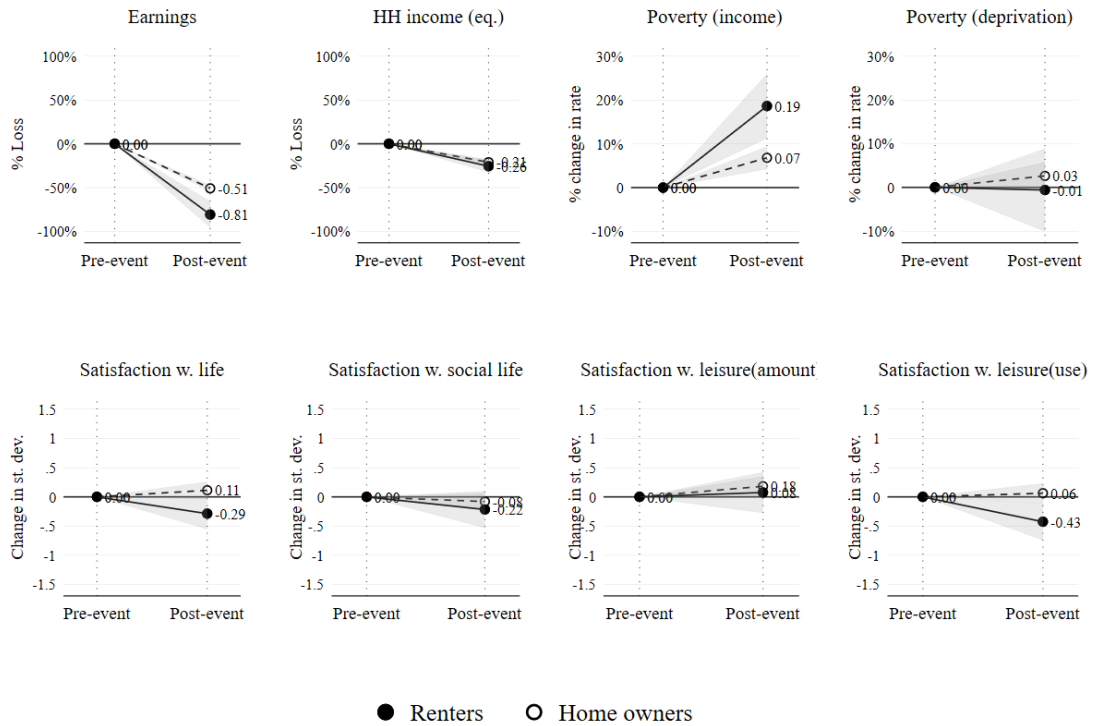 Earnings
HH income (eq.)
Poverty (income)
Poverty (deprivation)
100%
50%
0%
-50%
-100%
% Loss
0.00
-0.51
-0.81
Pre-event
Post-event
100%
50%
0%
-50%
-100%
% Loss
0.00
-0.21
-0.26
Pre-event
Post-event
30%
20%
10%
0
-10%
% change in rate
0.00
0.19
0.07
Pre-event
Post-event
30%
20%
10%
0
-10%
% change in rate
0.00
0.03
-0.01
Pre-event
Post-event
Satisfaction w. life
Satisfaction w. social life
Satisfaction w. leisure(amount)
Satisfaction w. leisure(use)
1.5
1
.5
0
-.5
-1
-1.5
Change in st. dev.
0.00
0.11
-0.29
Pre-event
Post-event
1.5
1
.5
0
-.5
-1
-1.5
Change in st. dev.
0.00
-0.08
-0.22
Pre-event
Post-event
1.5
1
.5
0
-.5
-1
-1.5
Change in st. dev.
0.00
0.18
0.08
Pre-event
Post-event
1.5
1
.5
0
-.5
-1
-1.5
Change in st. dev.
0.00
0.06
-0.43
Pre-event
Post-event
Renters
Home owners